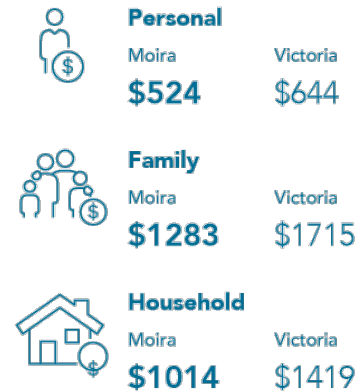 Personal
Moira Victoria
$524 $644
Family
Moira Victoria
$1283 $1715
Household
Moira Victoria
$1014 $1419
$
$
$